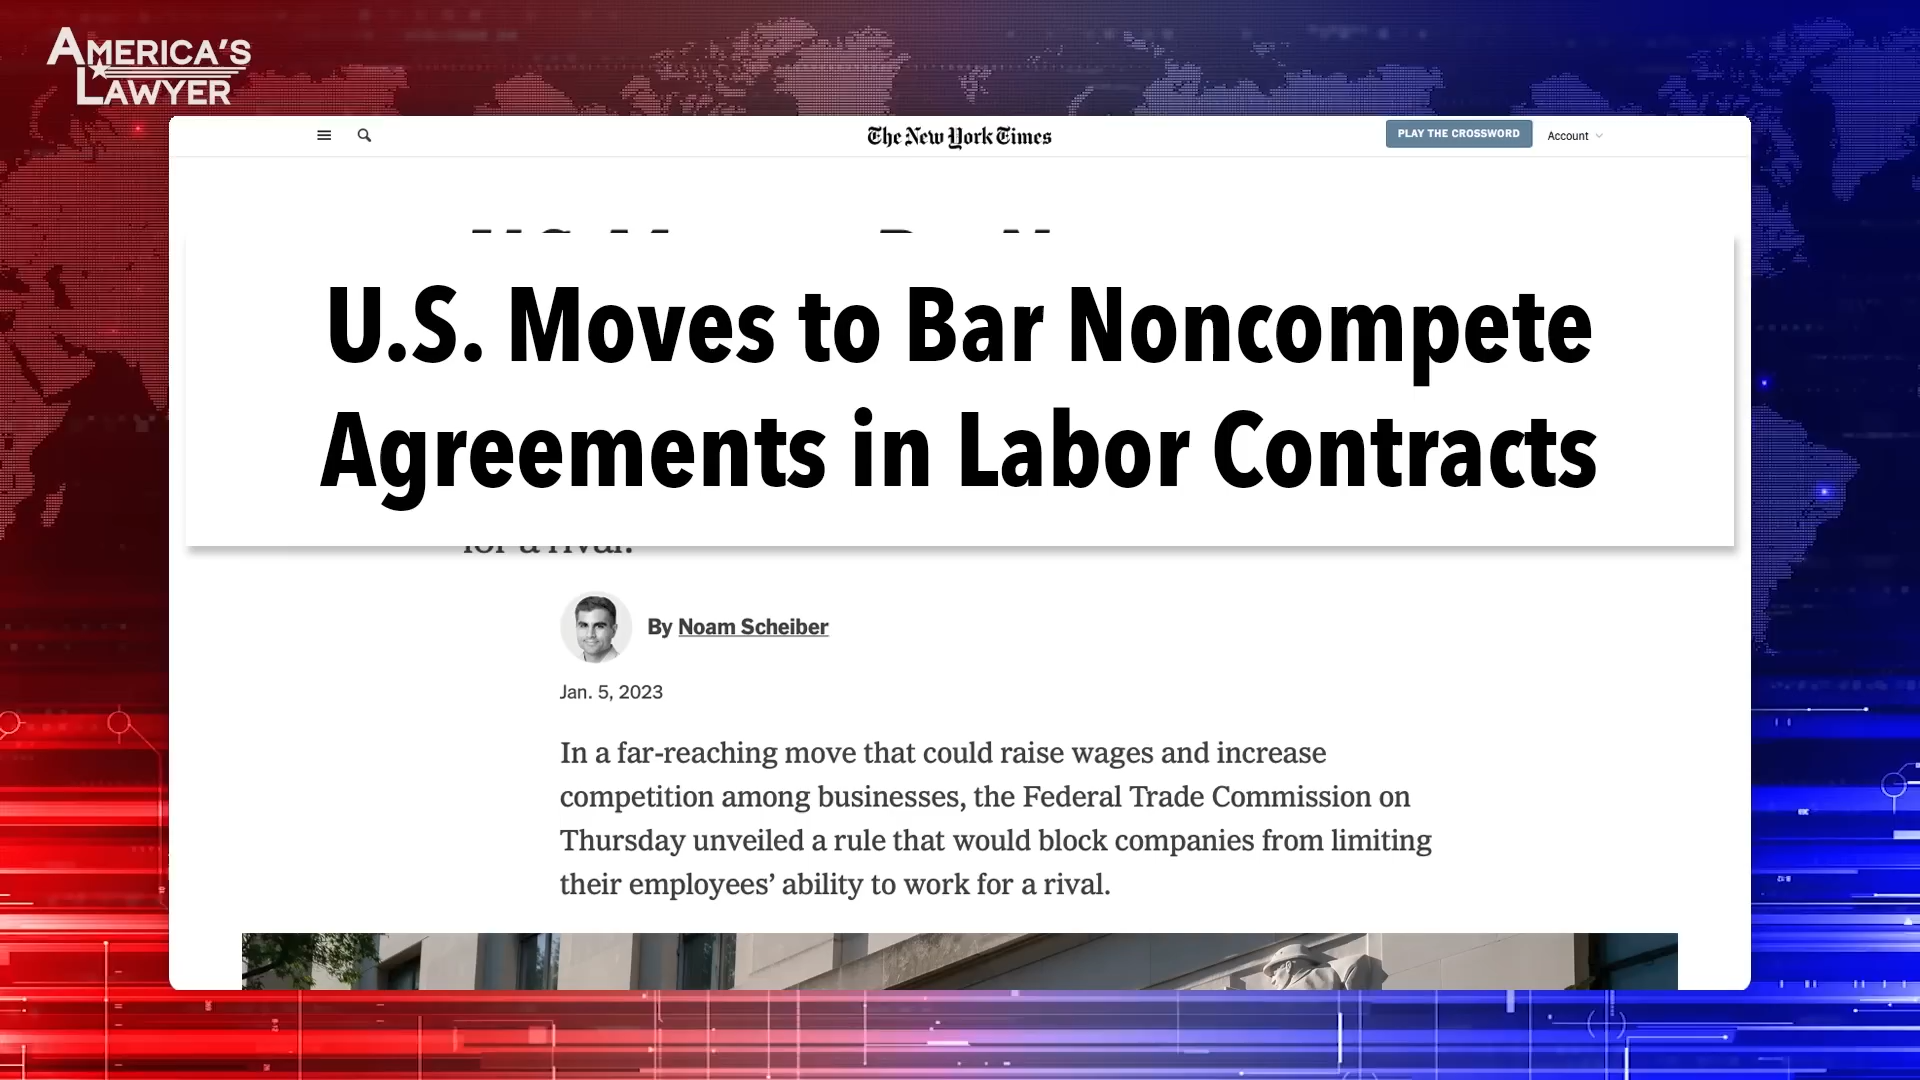 AMERICA'S
LAWYER
The New York Times
PLAY THE CROSSWORD
Account
U.S. Moves to Bar Noncompete
Agreements in Labor Contracts
for a rival.
By Noam Scheiber
Jan. 5, 2023
In a far-reaching move that could raise wages and increase
competition among businesses, the Federal Trade Commission on
Thursday unveiled a rule that would block companies from limiting
their employees’ ability to work for a rival.